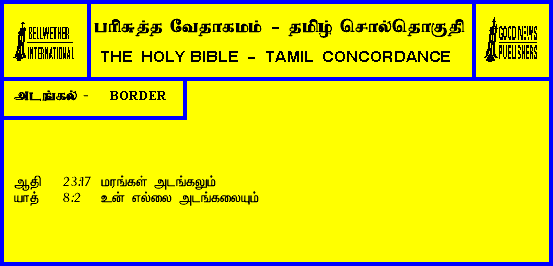 BELLWETHER
INTERNATIONAL
பரிசுத்த வேதாகமம் - தமிழ் சொல்தொகுதி
THE HOLY BIBLE - TAMIL CONCORDANCE
GOOD NEWS
PUBLISHERS
அடங்கல் - BORDER
ஆதி 23:17 மரங்கள் அடங்கலும்
யாத் 8:2 உன் எல்லை அடங்கலையும்